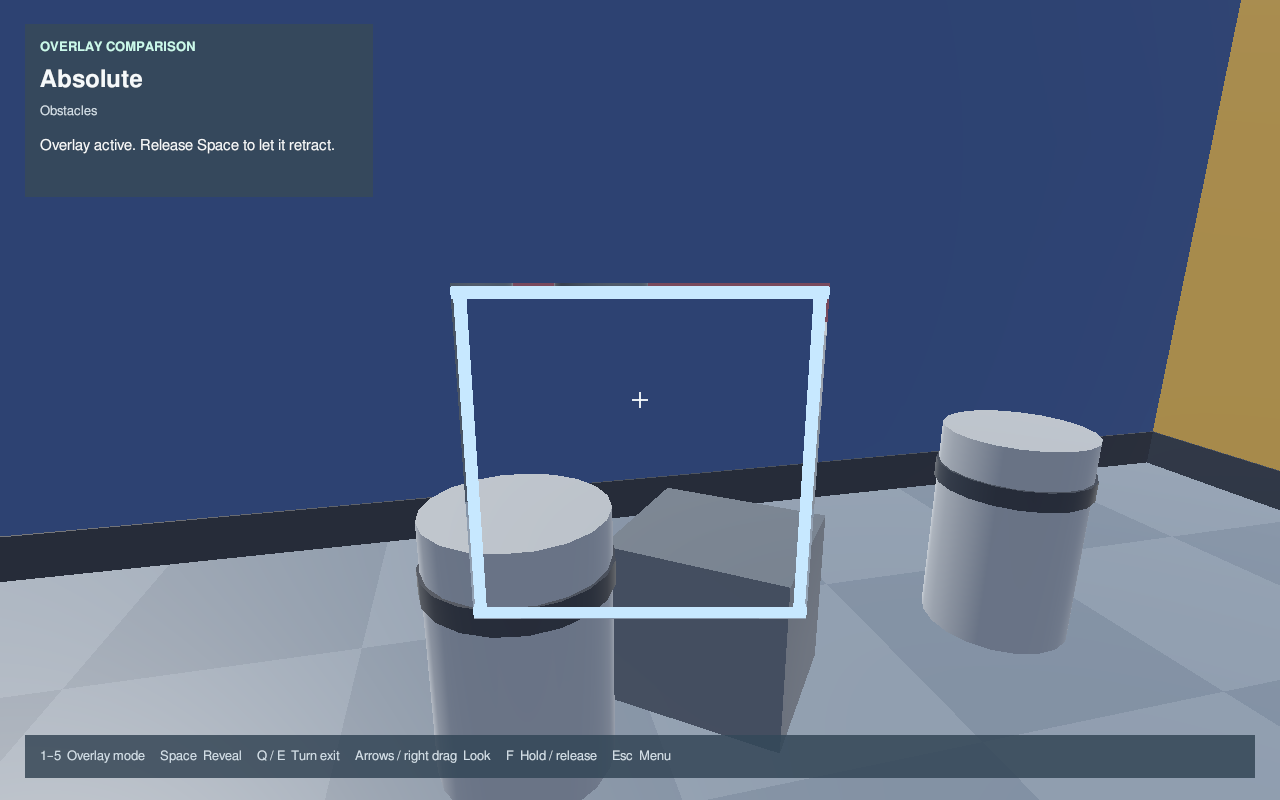 OVERLAY COMPARISON
Absolute
Obstacles
Overlay active. Release Space to let it retract.
1–5 Overlay mode Space Reveal Q / E Turn exit Arrows / right drag Look F Hold / release Esc Menu